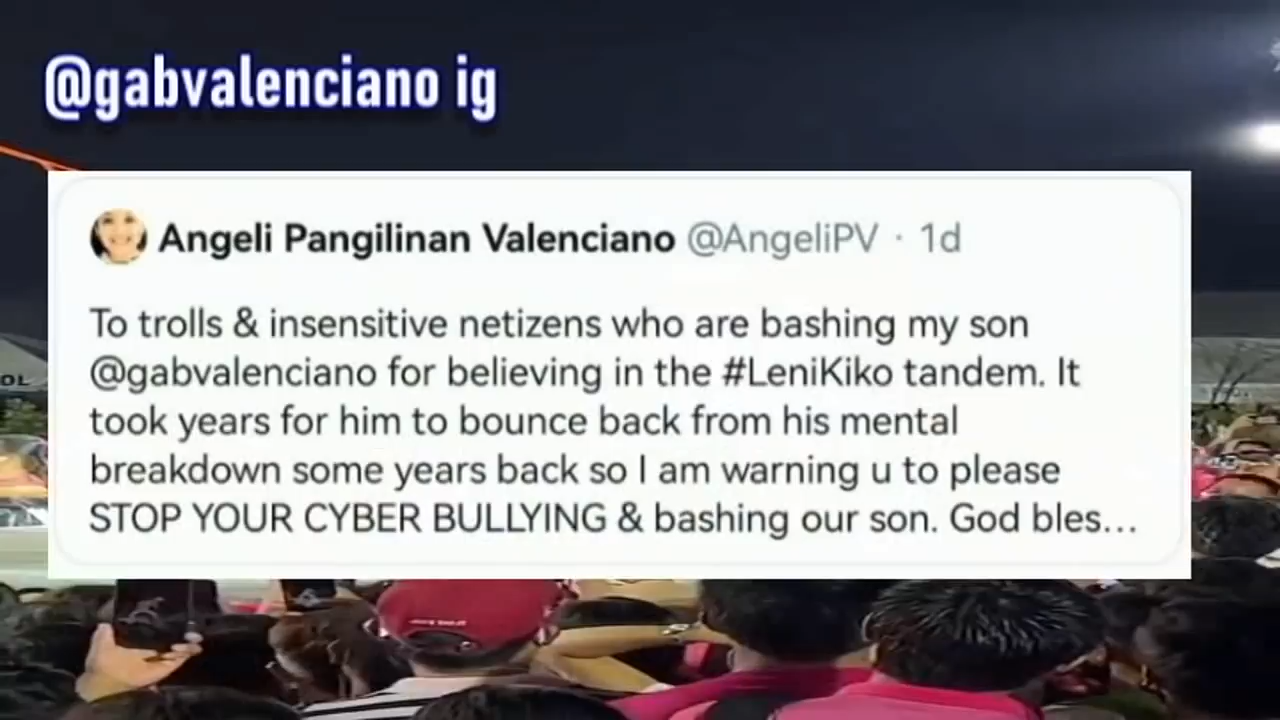 @gabvalenciano ig
Angeli Pangilinan Valenciano @AngeliPV · 1d
To trolls & insensitive netizens who are bashing my son
@gabvalenciano for believing in the #LeniKiko tandem. It
took years for him to bounce back from his mental
breakdown some years back so I am warning u to please
STOP YOUR CYBER BULLYING & bashing our son. God bles...
OL